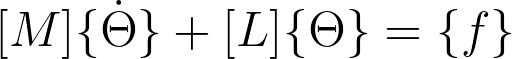 [M]{Θ̇} + [L]{Θ} = {f}